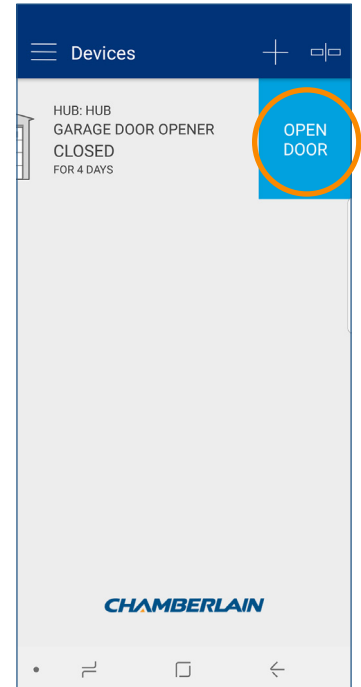 Devices
HUB: HUB
GARAGE DOOR OPENER
CLOSED
FOR 4 DAYS
OPEN
DOOR
CHAMBERLAIN